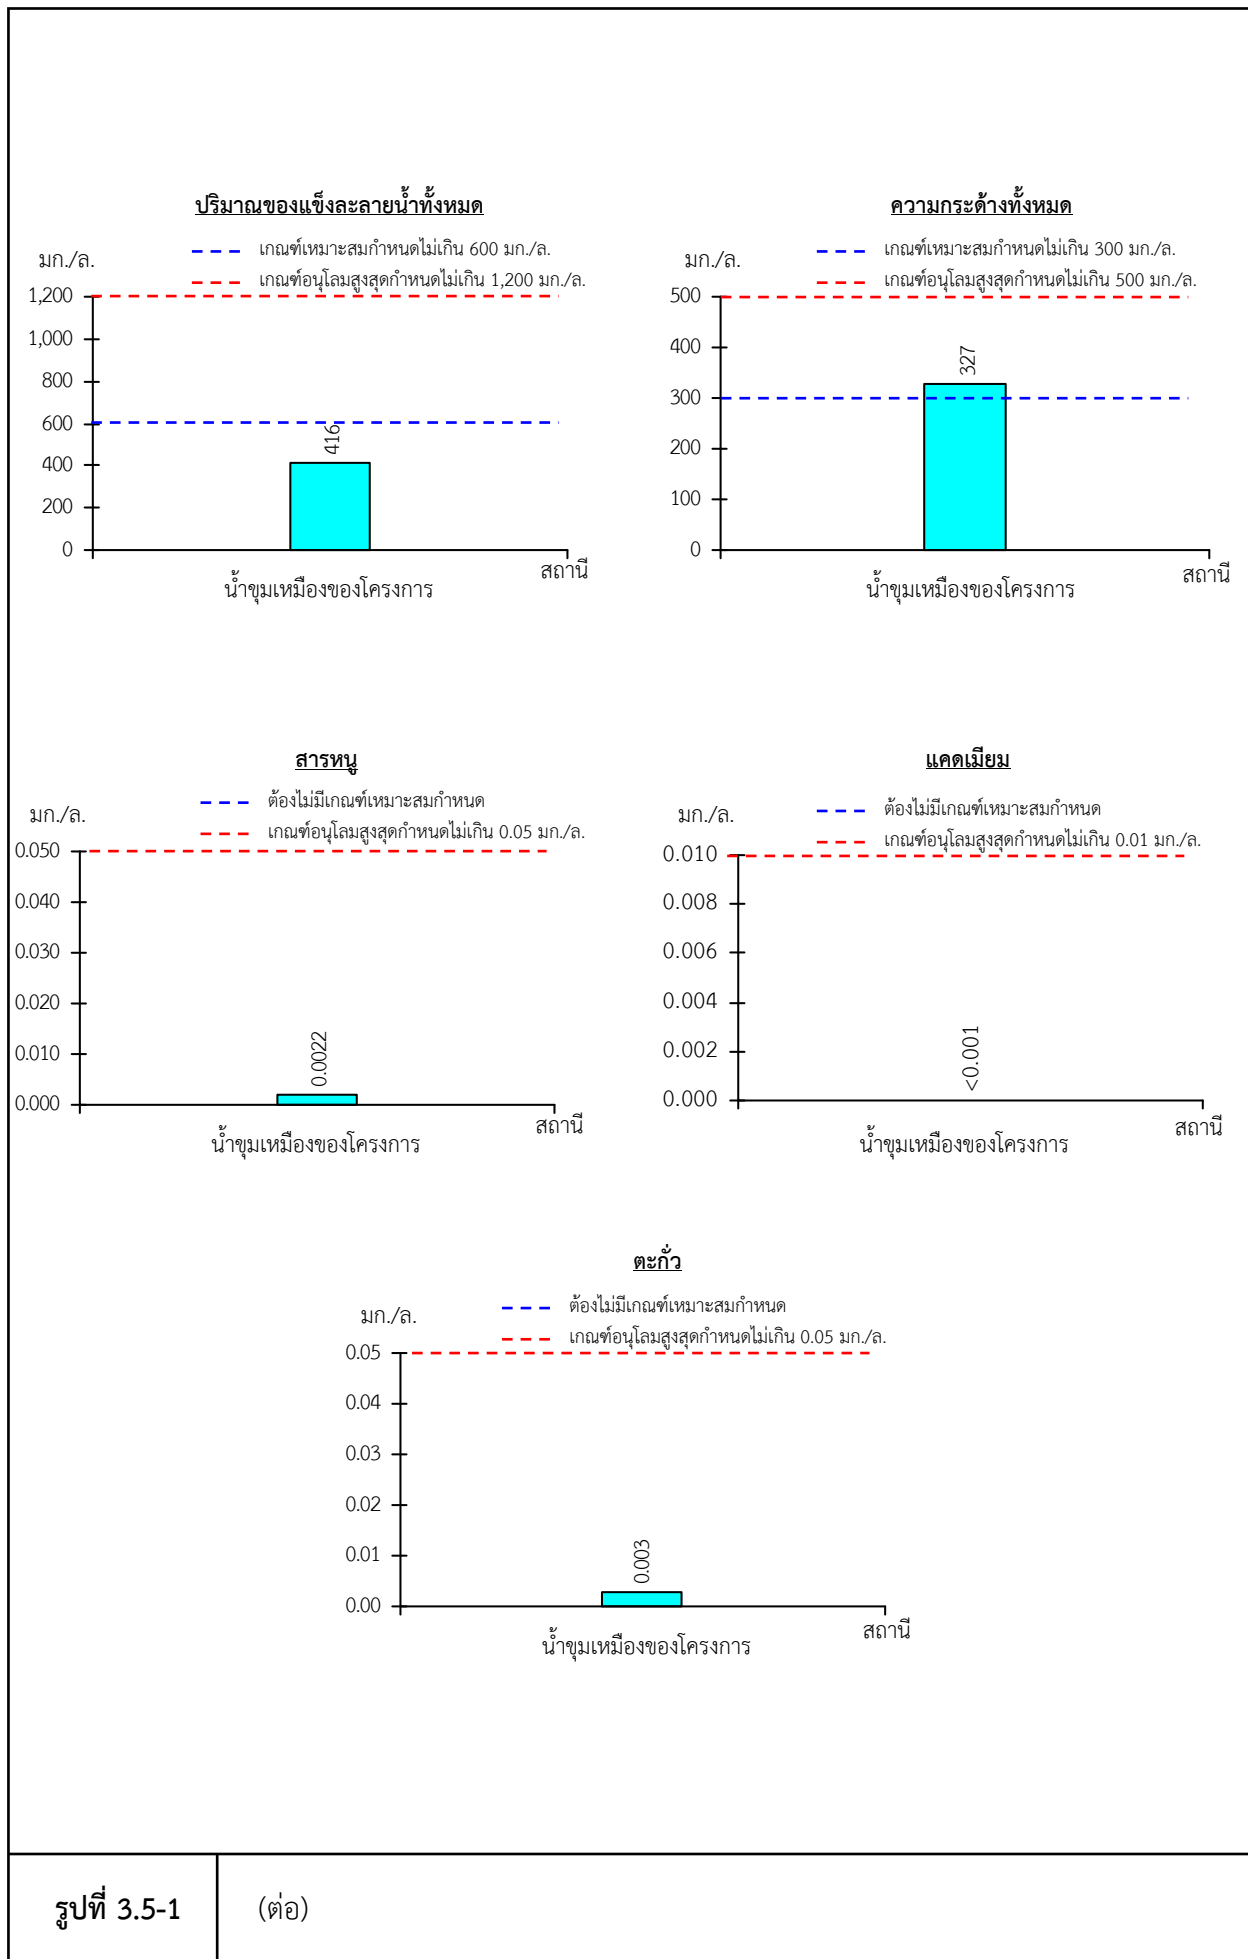 ปริมาณของแข็งละลายน้ำทั้งหมด
เกณฑ์เหมาะสมกำหนดไม่เกิน 600 มก./ล.
มก./ล.
เกณฑ์อนุโลมสูงสุดกำหนดไม่เกิน 1,200 มก./ล.
1,200
1,000
800
600
416
400
200
0
สถานี
น้ำขุมเหมืองของโครงการ
ความกระด้างทั้งหมด
เกณฑ์เหมาะสมกำหนดไม่เกิน 300 มก./ล.
มก./ล.
เกณฑ์อนุโลมสูงสุดกำหนดไม่เกิน 500 มก./ล.
500
400
327
300
200
100
0
สถานี
น้ำขุมเหมืองของโครงการ
สารหนู
ต้องไม่มีเกณฑ์เหมาะสมกำหนด
มก./ล.
เกณฑ์อนุโลมสูงสุดกำหนดไม่เกิน 0.05 มก./ล.
0.050
0.040
0.030
0.020
0.010
0.0022
0.000
สถานี
น้ำขุมเหมืองของโครงการ
แคดเมียม
ต้องไม่มีเกณฑ์เหมาะสมกำหนด
มก./ล.
เกณฑ์อนุโลมสูงสุดกำหนดไม่เกิน 0.01 มก./ล.
0.010
0.008
0.006
0.004
0.002
<0.001
0.000
สถานี
น้ำขุมเหมืองของโครงการ
ตะกั่ว
ต้องไม่มีเกณฑ์เหมาะสมกำหนด
มก./ล.
เกณฑ์อนุโลมสูงสุดกำหนดไม่เกิน 0.05 มก./ล.
0.05
0.04
0.03
0.02
0.01
0.003
0.00
สถานี
น้ำขุมเหมืองของโครงการ
รูปที่ 3.5-1
(ต่อ)